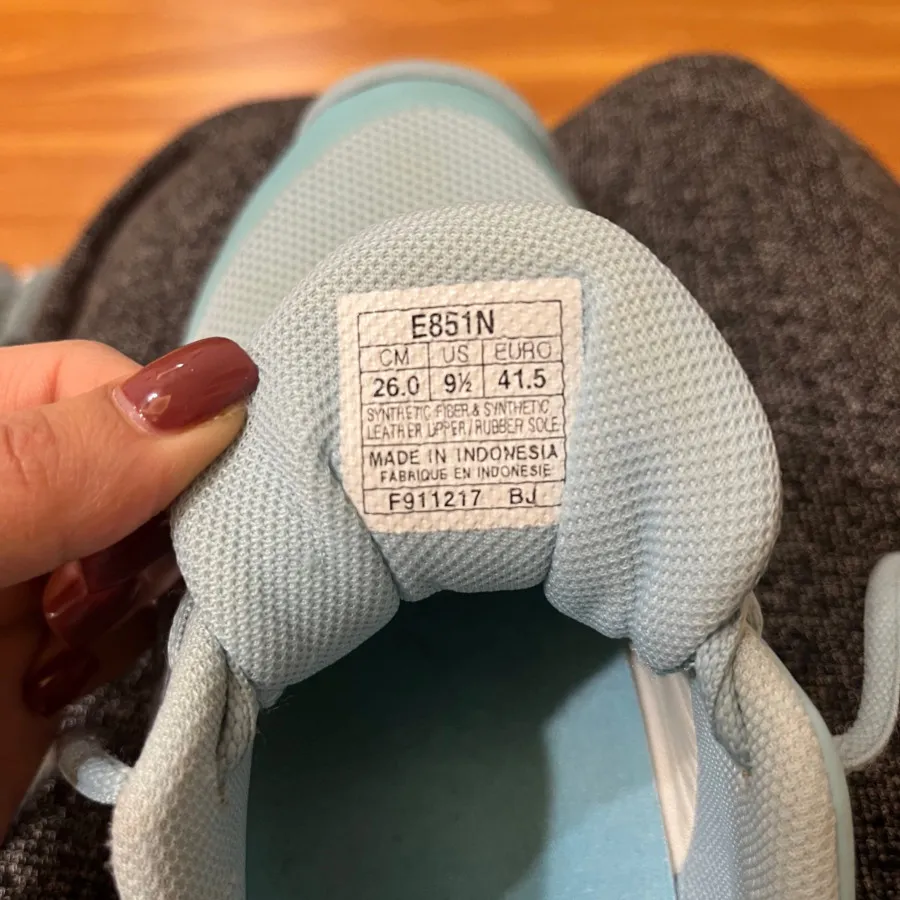 E851N
CM US EURO
26.0 9½ 41.5
SYNTHETIC FIBER & SYNTHETIC
LEATHER UPPER / RUBBER SOLE
MADE IN INDONESIA
FABRIQUE EN INDONESIE
F911217 BJ